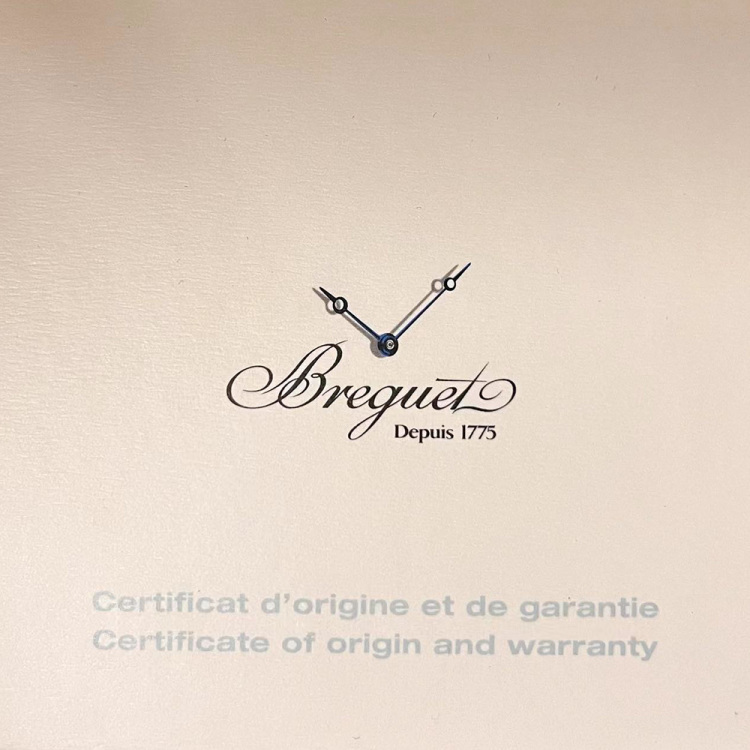 Breguet
Depuis 1775
Certificat d'origine et de garantie
Certificate of origin and warranty